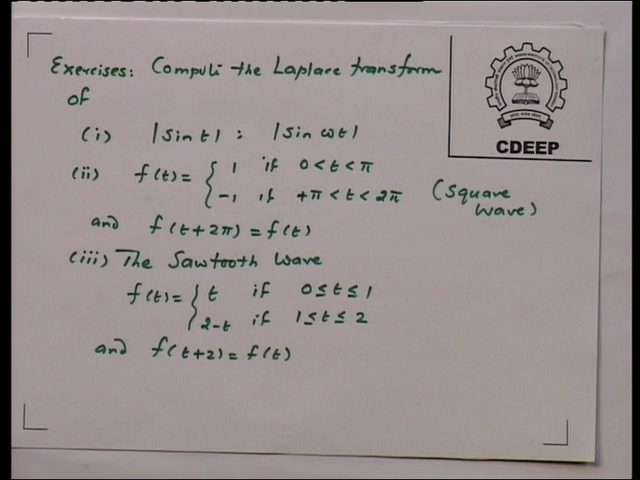 Exercises: Compute the Laplace transform
of
(i) |sin t| : |sin ωt|
(ii) f(t) = { 1 if 0 < t < π
-1 if +π < t < 2π (Square wave)
and f(t+2π) = f(t)
(iii) The Sawtooth wave
f(t) = { t if 0 ≤ t ≤ 1
2-t if 1 ≤ t ≤ 2
and f(t+2) = f(t)
CDEEP